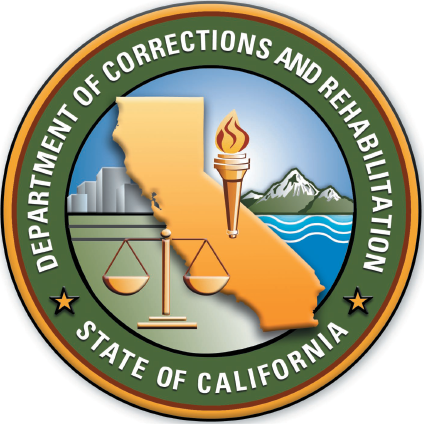 DEPARTMENT OF CORRECTIONS AND REHABILITATION
STATE OF CALIFORNIA